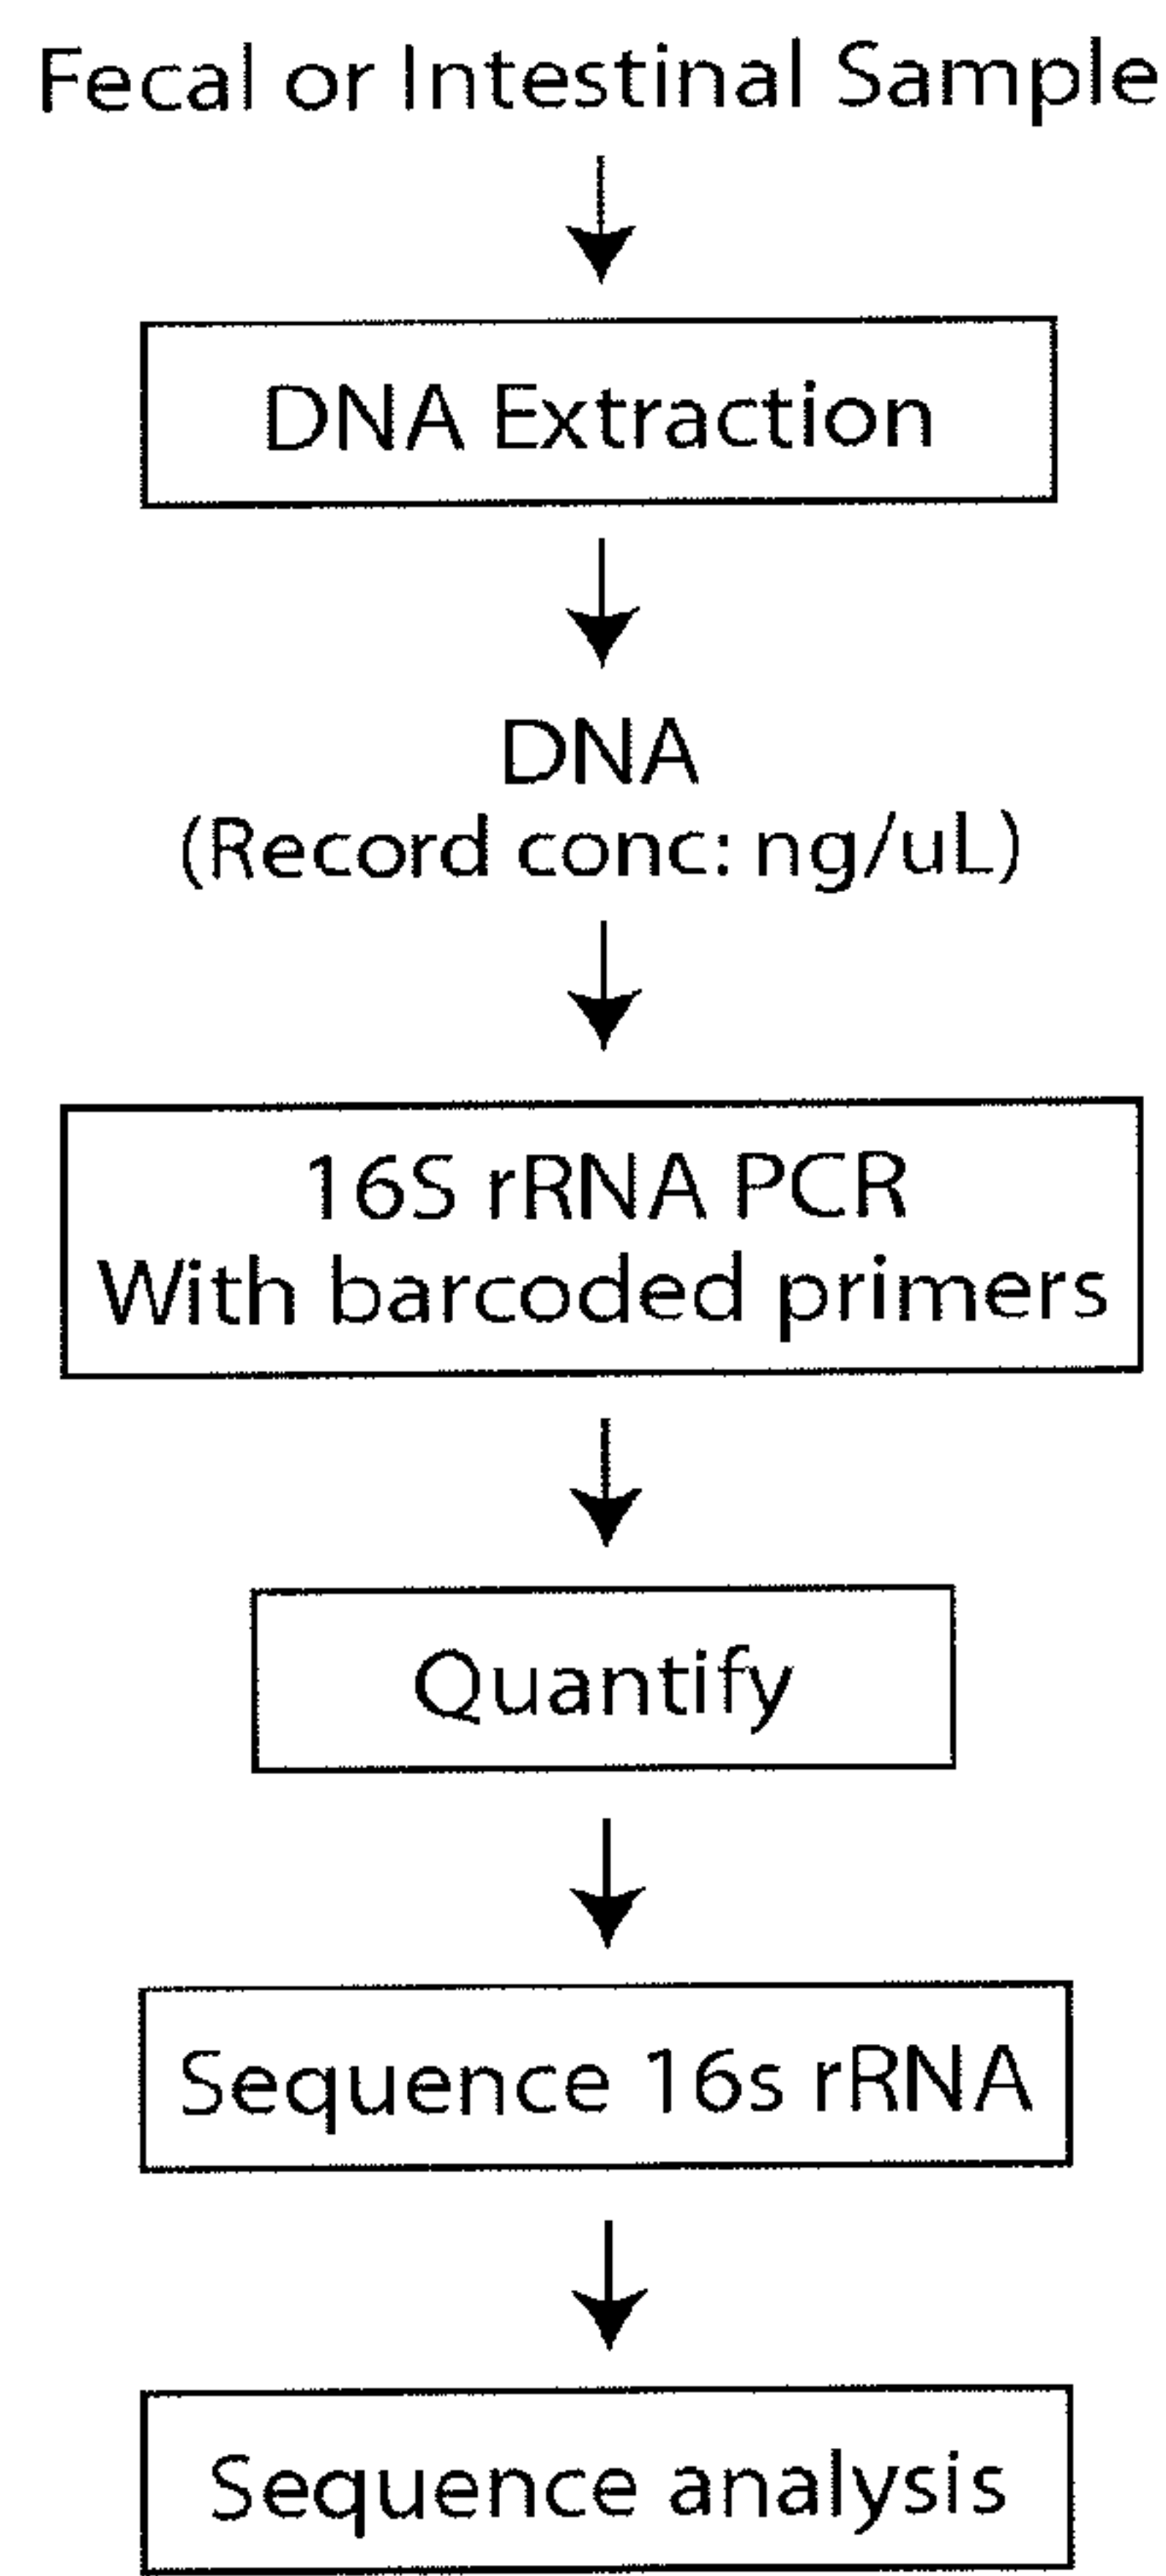 Fecal or Intestinal Sample
DNA Extraction
DNA
(Record conc: ng/uL)
16S rRNA PCR
With barcoded primers
Quantify
Sequence 16s rRNA
Sequence analysis